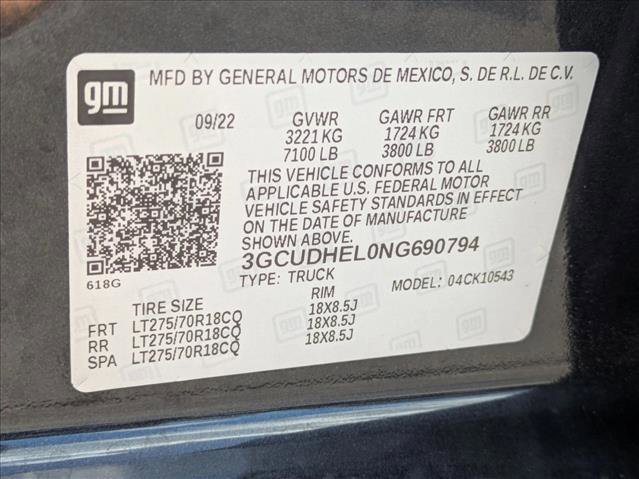 gm MFD BY GENERAL MOTORS DE MEXICO, S. DE R.L. DE C.V.
09/22 GVWR GAWR FRT GAWR RR
3221 KG 1724 KG 1724 KG
7100 LB 3800 LB 3800 LB
THIS VEHICLE CONFORMS TO ALL
APPLICABLE U.S. FEDERAL MOTOR
VEHICLE SAFETY STANDARDS IN EFFECT
ON THE DATE OF MANUFACTURE
SHOWN ABOVE.
3GCUDHEL0NG690794
618G TYPE: TRUCK MODEL: 04CK10543
TIRE SIZE RIM
FRT LT275/70R18CQ 18X8.5J
RR LT275/70R18CQ 18X8.5J
SPA LT275/70R18CQ 18X8.5J